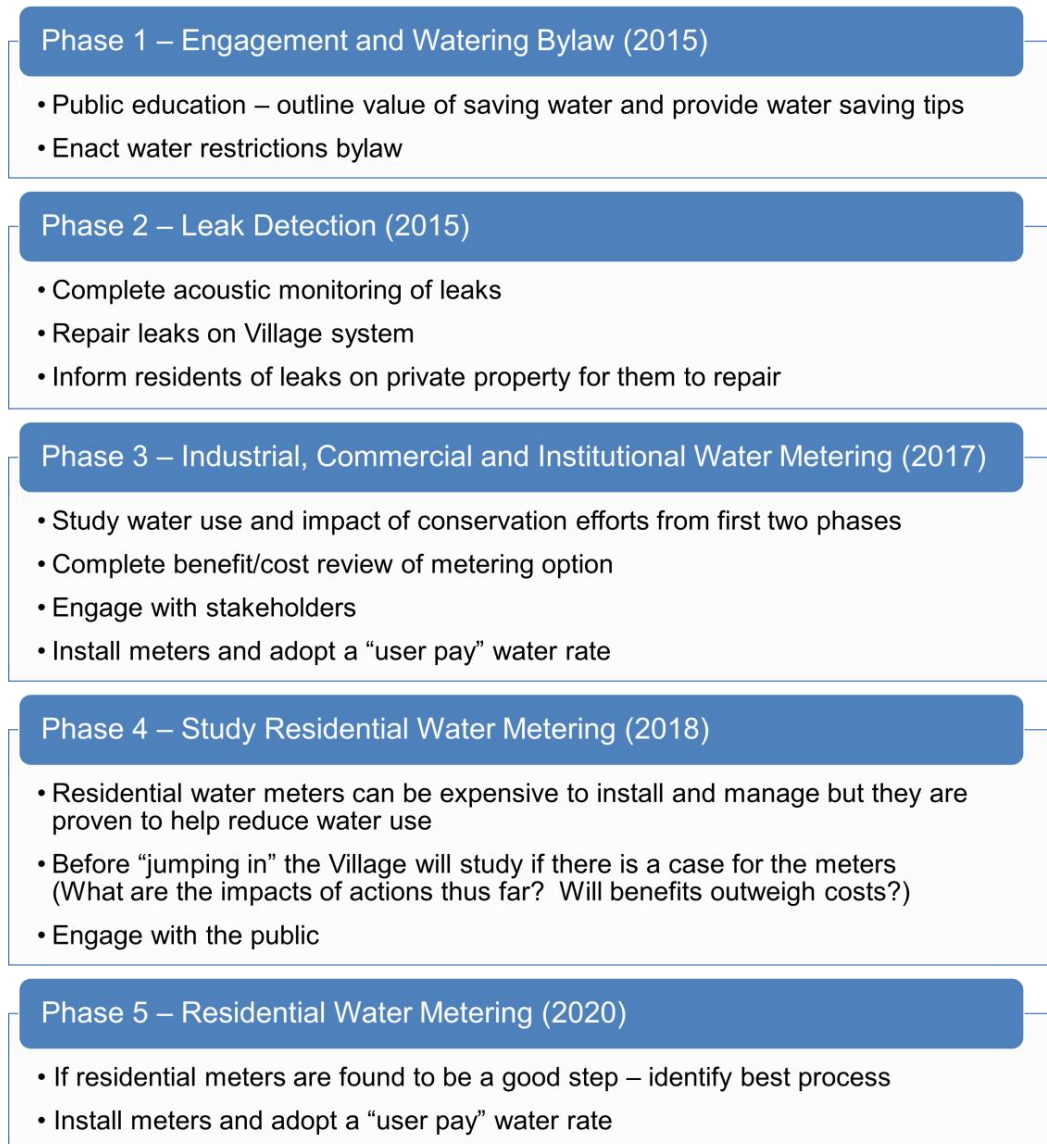 Phase 1 – Engagement and Watering Bylaw (2015)
• Public education – outline value of saving water and provide water saving tips
• Enact water restrictions bylaw
Phase 2 – Leak Detection (2015)
• Complete acoustic monitoring of leaks
• Repair leaks on Village system
• Inform residents of leaks on private property for them to repair
Phase 3 – Industrial, Commercial and Institutional Water Metering (2017)
• Study water use and impact of conservation efforts from first two phases
• Complete benefit/cost review of metering option
• Engage with stakeholders
• Install meters and adopt a “user pay” water rate
Phase 4 – Study Residential Water Metering (2018)
• Residential water meters can be expensive to install and manage but they are
proven to help reduce water use
• Before “jumping in” the Village will study if there is a case for the meters
(What are the impacts of actions thus far?  Will benefits outweigh costs?)
• Engage with the public
Phase 5 – Residential Water Metering (2020)
• If residential meters are found to be a good step – identify best process
• Install meters and adopt a “user pay” water rate